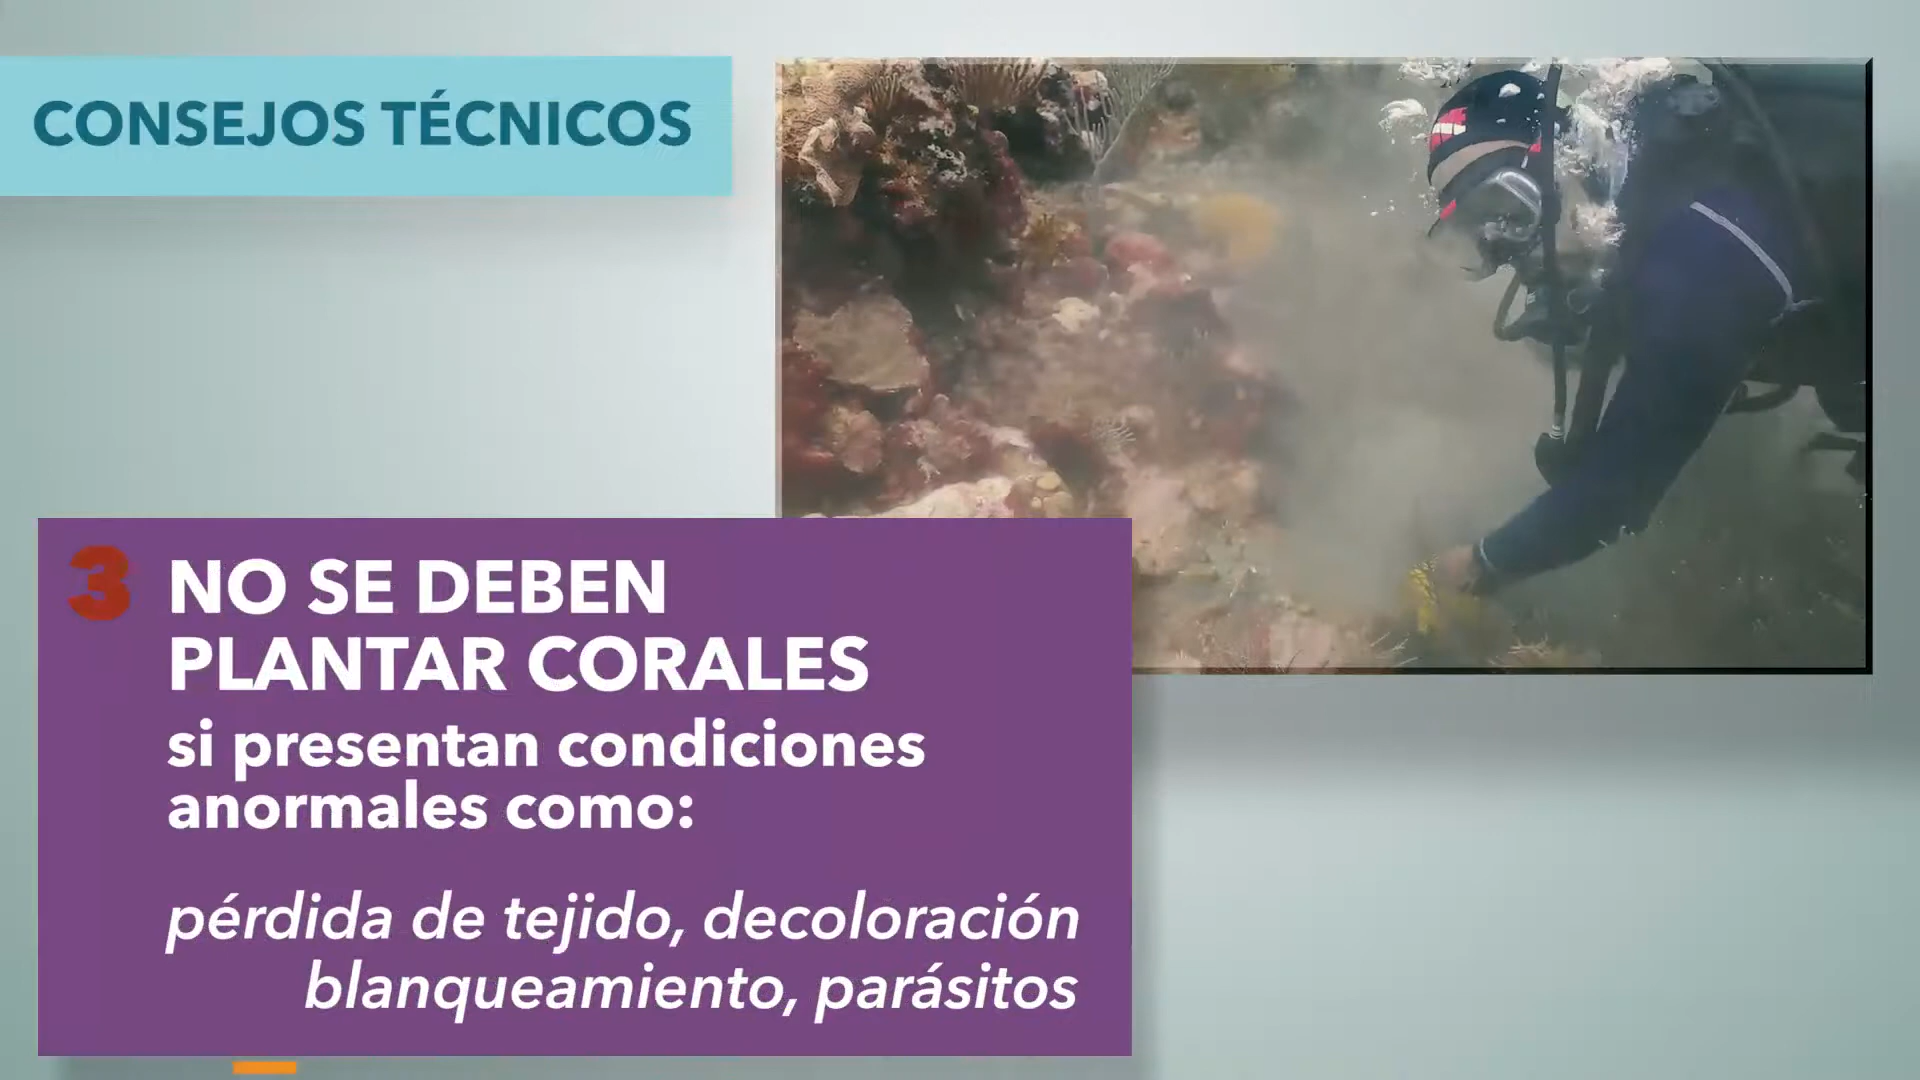 CONSEJOS TÉCNICOS
3 NO SE DEBEN
PLANTAR CORALES
si presentan condiciones
anormales como:
pérdida de tejido, decoloración
blanqueamiento, parásitos